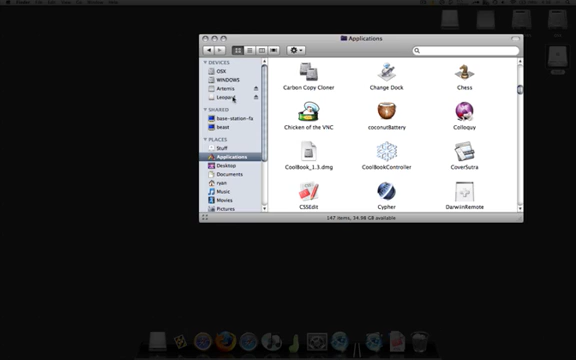 Applications
DEVICES
OSX
WINDOWS
Artemis
Leopard
SHARED
base-station-fx
beast
PLACES
Stuff
Applications
Desktop
Documents
ryan
Music
Movies
Pictures
Carbon Copy Cloner
Change Dock
Chess
Chicken of the VNC
coconutBattery
Colloquy
CoolBook_1.3.dmg
CoolBookController
CoverSutra
CSSEdit
Cypher
DarwiinRemote
147 items, 34.98 GB available